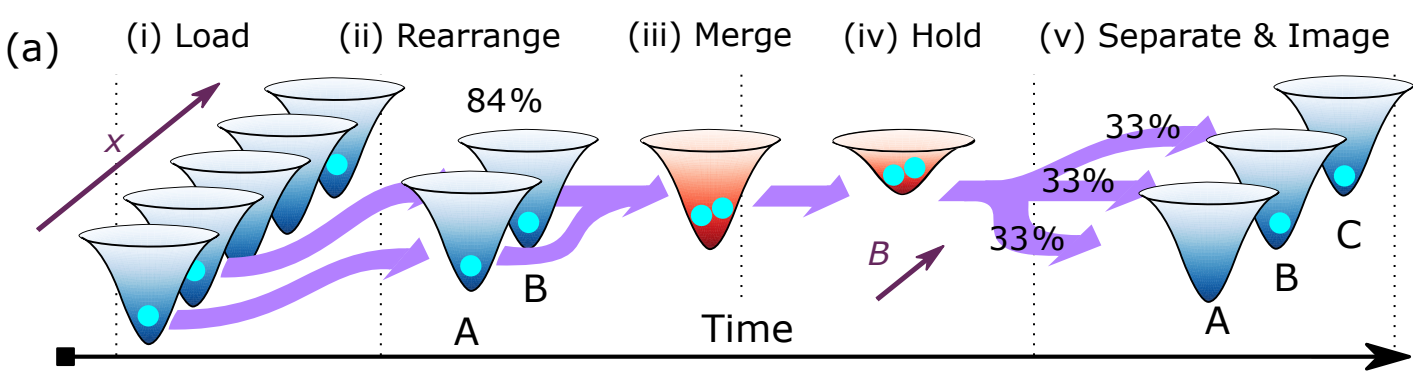 (a)
(i) Load
(ii) Rearrange
(iii) Merge
(iv) Hold
(v) Separate & Image
x
84%
A
B
B
33%
33%
33%
A
B
C
Time